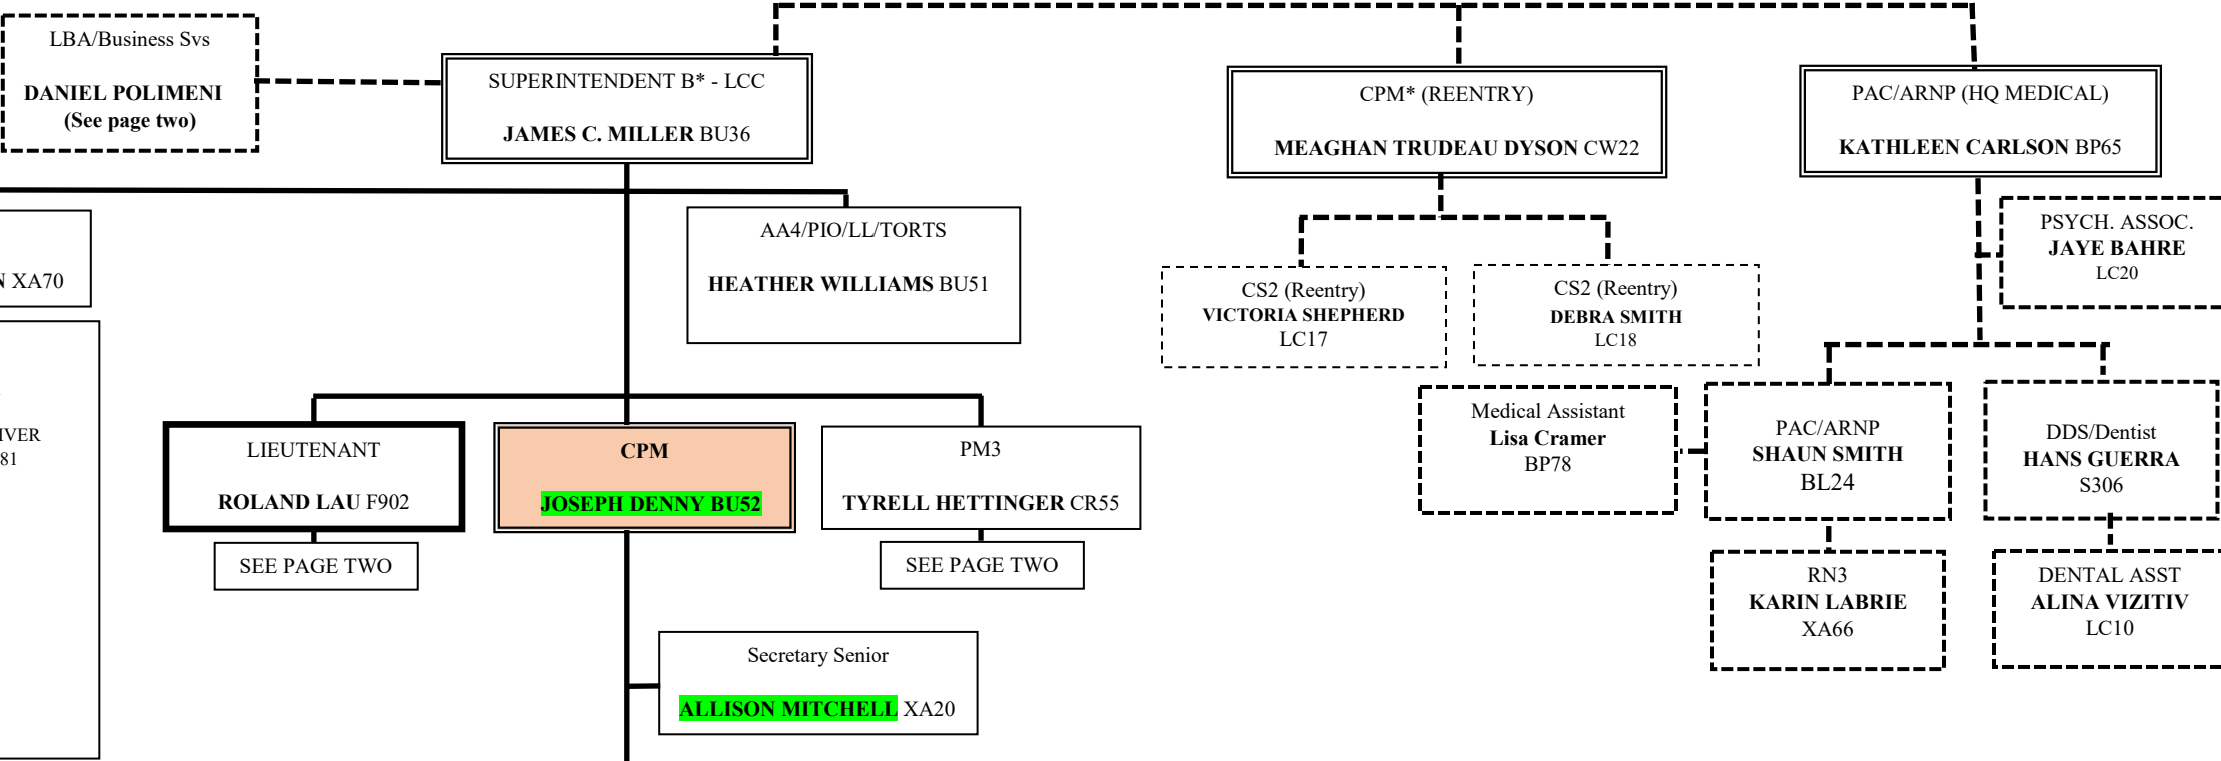 LBA/Business Svs
DANIEL POLIMENI
(See page two)
SUPERINTENDENT B* - LCC
JAMES C. MILLER BU36
CPM* (REENTRY)
MEAGHAN TRUDEAU DYSON CW22
PAC/ARNP (HQ MEDICAL)
KATHLEEN CARLSON BP65
XA70
AA4/PIO/LL/TORTS
HEATHER WILLIAMS BU51
PSYCH. ASSOC.
JAYE BAHRE
LC20
CS2 (Reentry)
VICTORIA SHEPHERD
LC17
CS2 (Reentry)
DEBRA SMITH
LC18
IVER
81
LIEUTENANT
ROLAND LAU F902
SEE PAGE TWO
CPM
JOSEPH DENNY BU52
PM3
TYRELL HETTINGER CR55
SEE PAGE TWO
Medical Assistant
Lisa Cramer
BP78
PAC/ARNP
SHAUN SMITH
BL24
DDS/Dentist
HANS GUERRA
S306
RN3
KARIN LABRIE
XA66
DENTAL ASST
ALINA VIZITIV
LC10
Secretary Senior
ALLISON MITCHELL XA20